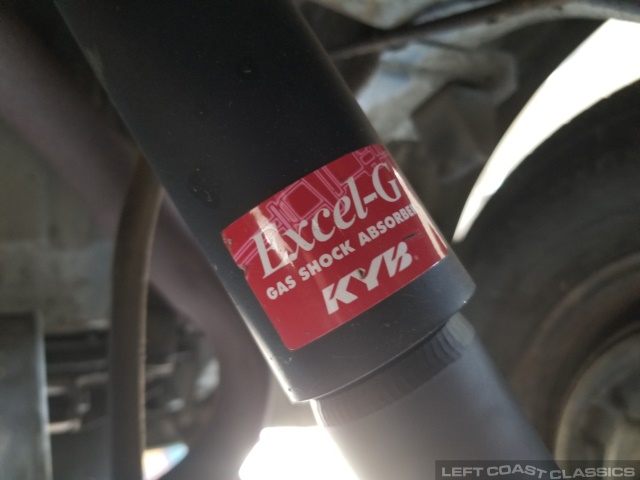 Excel-G
GAS SHOCK ABSORBER
KYB
LEFT COAST CLASSICS